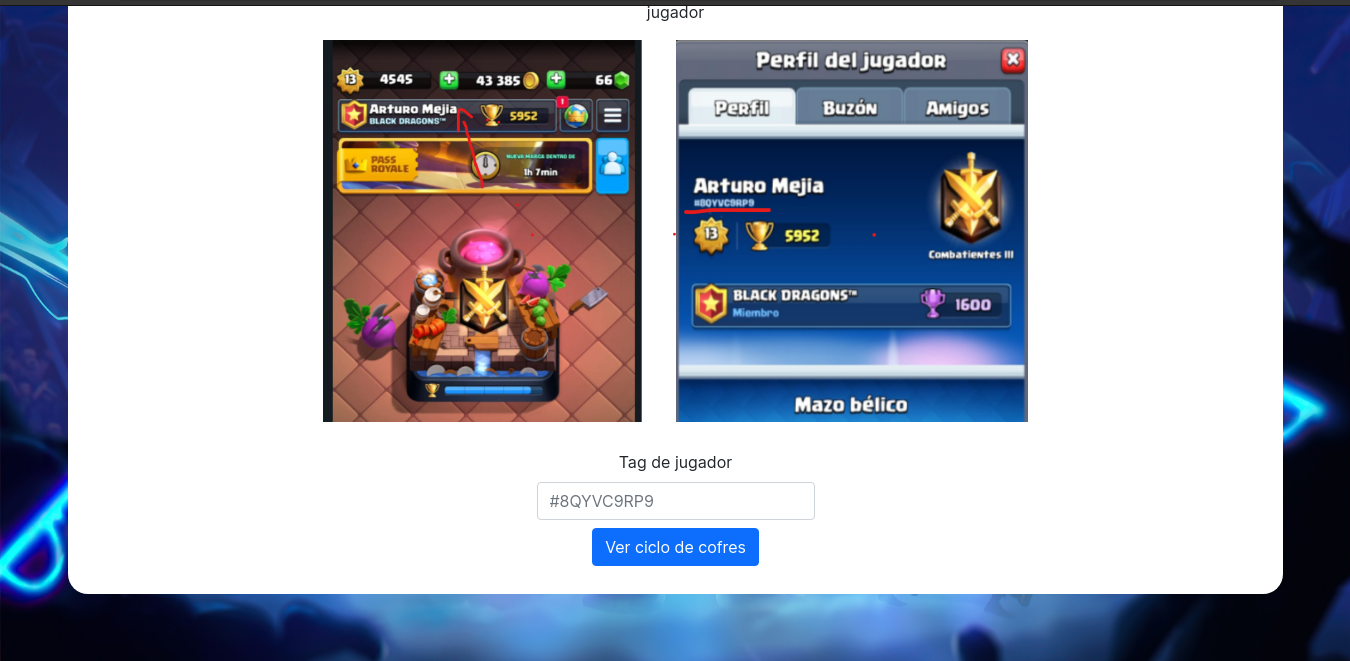 jugador
13 4545 43 385 66
Arturo Mejia 5952
BLACK DRAGONS™
PASS
ROYALE
NUEVA MARCA DENTRO DE
1h 7min
Perfil del jugador
Perfil Buzón Amigos
Arturo Mejia
#8QYVC9RP9
13 5952
Combatientes III
BLACK DRAGONS™
Miembro
1600
Mazo bélico
Tag de jugador
#8QYVC9RP9
Ver ciclo de cofres